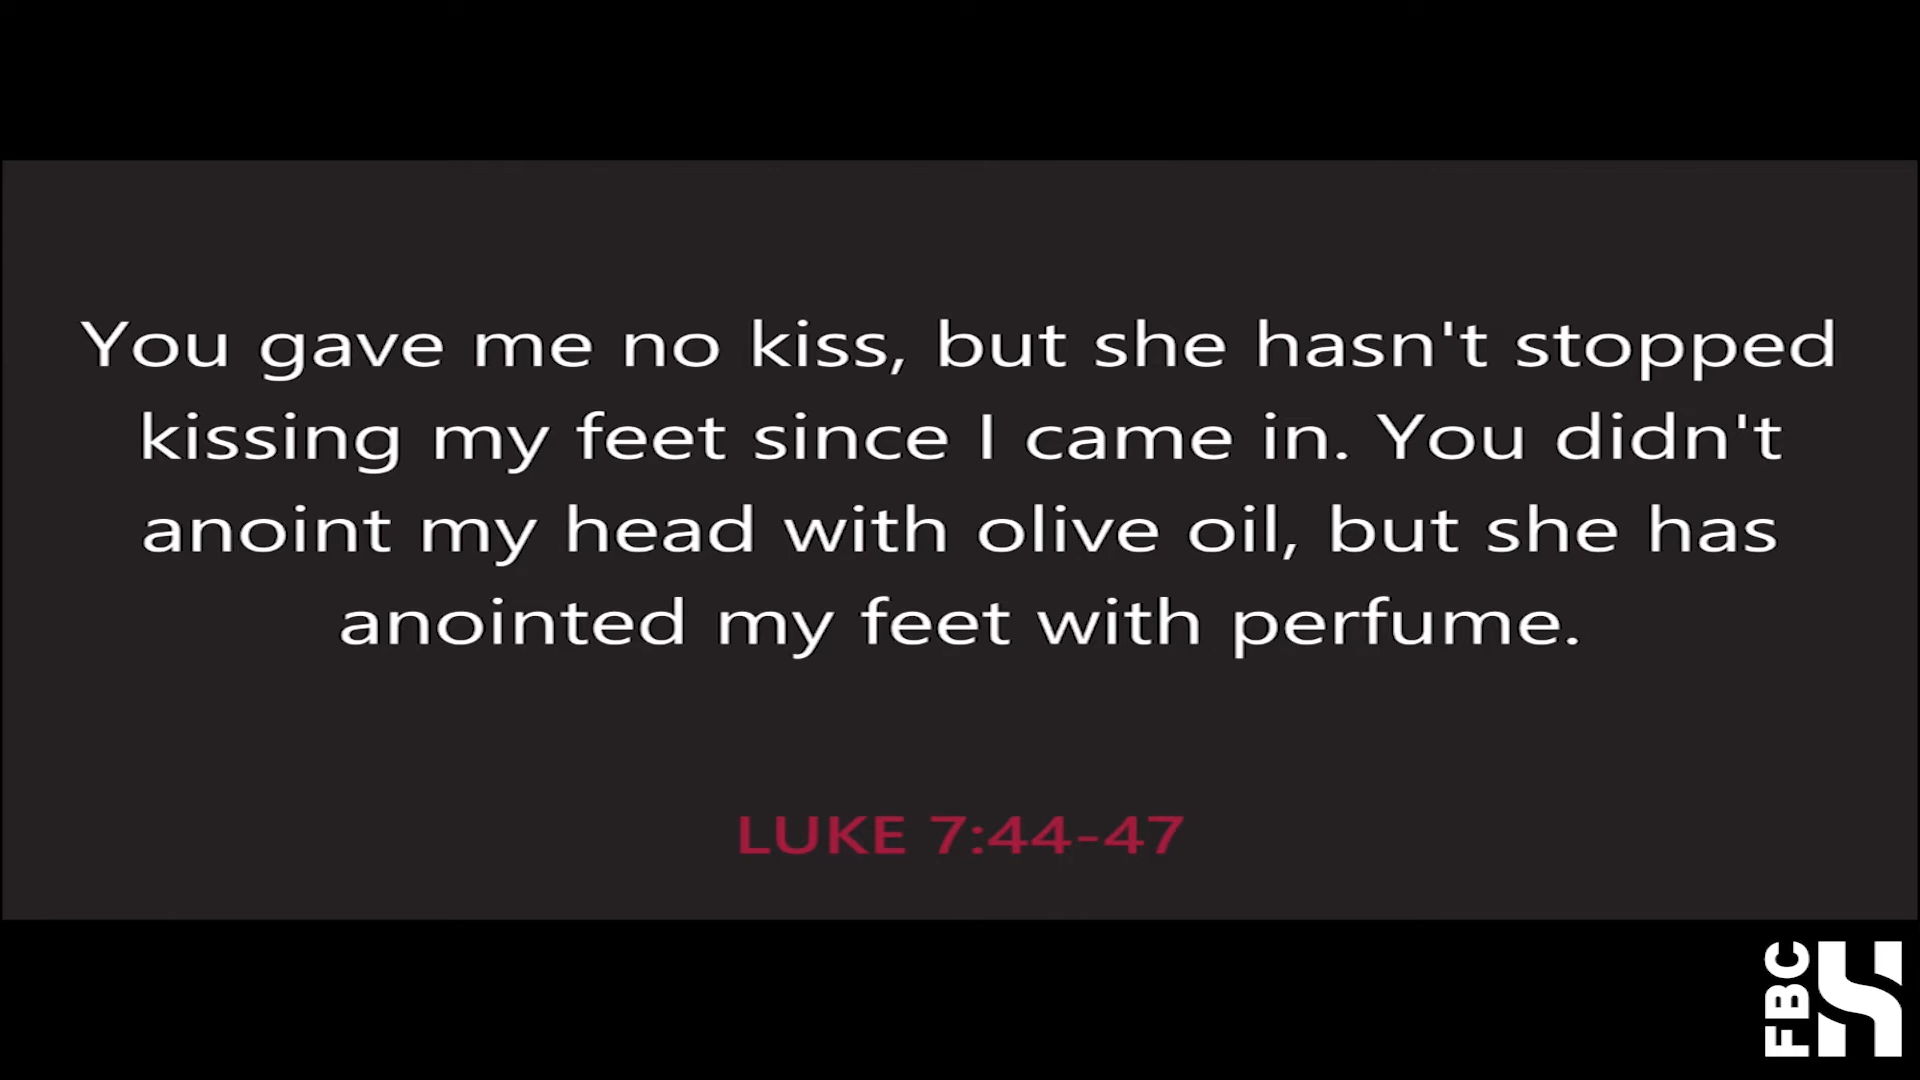 You gave me no kiss, but she hasn't stopped
kissing my feet since I came in. You didn't
anoint my head with olive oil, but she has
anointed my feet with perfume.
LUKE 7:44-47
FBC